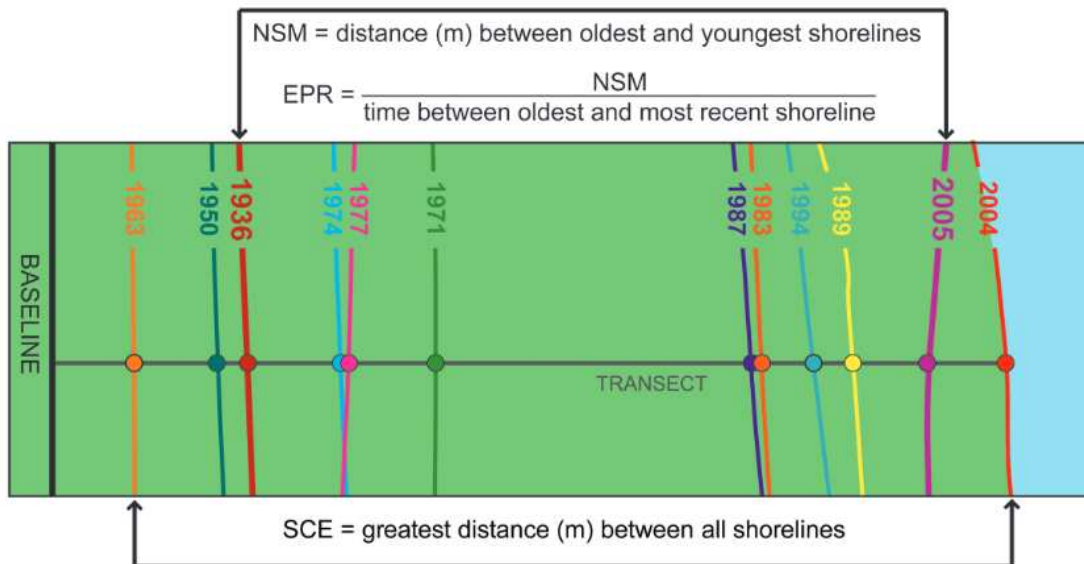 NSM = distance (m) between oldest and youngest shorelines
EPR = NSM
time between oldest and most recent shoreline
BASELINE
1963
1950
1936
1974
1977
1971
1987
1983
1994
1989
2005
2004
TRANSECT
SCE = greatest distance (m) between all shorelines